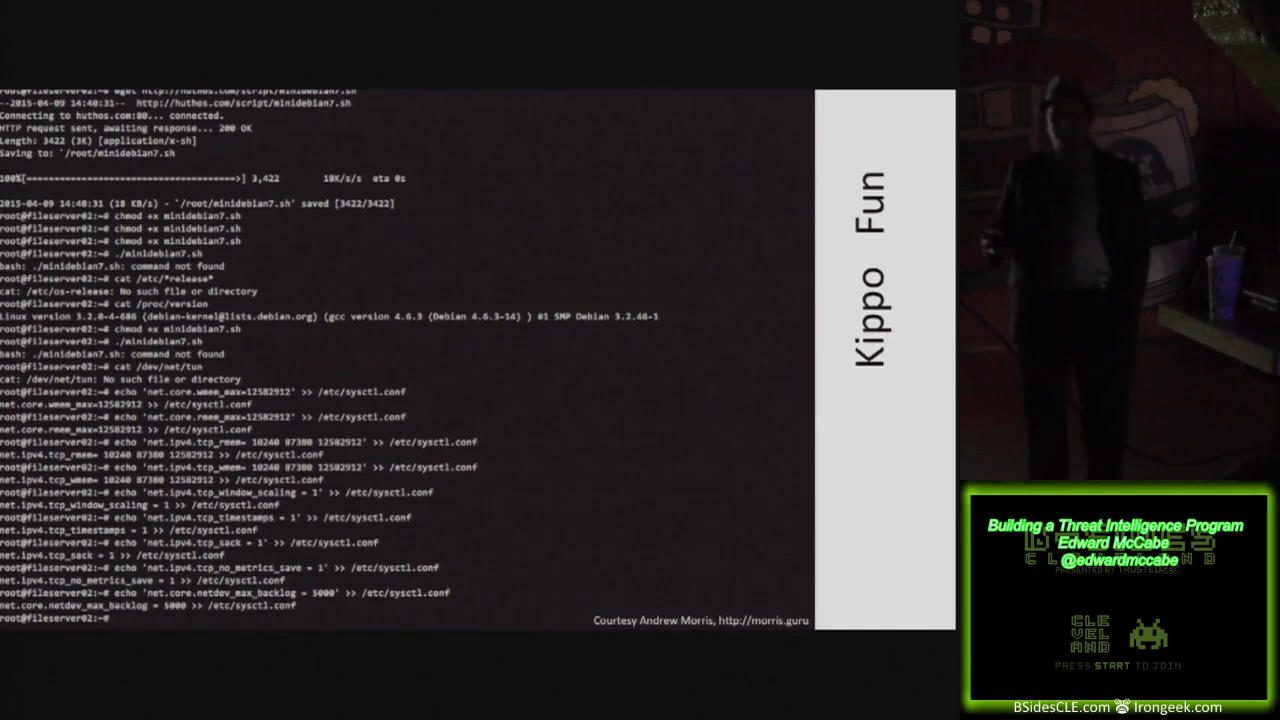 root@fileserver02:~# wget http://huthos.com/script/minidebian7.sh
--2015-04-09 14:40:31-- http://huthos.com/script/minidebian7.sh
Connecting to huthos.com:80... connected.
HTTP request sent, awaiting response... 200 OK
Length: 3422 (3K) [application/x-sh]
Saving to: `/root/minidebian7.sh
100%[======================================>] 3,422 18K/s/s eta 0s
2015-04-09 14:40:31 (18 KB/s) - `/root/minidebian7.sh' saved [3422/3422]
root@fileserver02:~# chmod +x minidebian7.sh
root@fileserver02:~# chmod +x minidebian7.sh
root@fileserver02:~# chmod +x minidebian7.sh
root@fileserver02:~# ./minidebian7.sh
bash: ./minidebian7.sh: command not found
root@fileserver02:~# cat /etc/*release*
cat: /etc/os-release: No such file or directory
root@fileserver02:~# cat /proc/version
Linux version 3.2.0-4-686 (debian-kernel@lists.debian.org) (gcc version 4.6.3 (Debian 4.6.3-14) ) #1 SMP Debian 3.2.46-1
root@fileserver02:~# chmod +x minidebian7.sh
root@fileserver02:~# ./minidebian7.sh
bash: ./minidebian7.sh: command not found
root@fileserver02:~# cat /dev/net/tun
cat: /dev/net/tun: No such file or directory
root@fileserver02:~# echo 'net.core.wmem_max=12582912' >> /etc/sysctl.conf
net.core.wmem_max=12582912 >> /etc/sysctl.conf
root@fileserver02:~# echo 'net.core.rmem_max=12582912' >> /etc/sysctl.conf
net.core.rmem_max=12582912 >> /etc/sysctl.conf
root@fileserver02:~# echo 'net.ipv4.tcp_rmem= 10240 87380 12582912' >> /etc/sysctl.conf
net.ipv4.tcp_rmem= 10240 87380 12582912 >> /etc/sysctl.conf
root@fileserver02:~# echo 'net.ipv4.tcp_wmem= 10240 87380 12582912' >> /etc/sysctl.conf
net.ipv4.tcp_wmem= 10240 87380 12582912 >> /etc/sysctl.conf
root@fileserver02:~# echo 'net.ipv4.tcp_window_scaling = 1' >> /etc/sysctl.conf
net.ipv4.tcp_window_scaling = 1 >> /etc/sysctl.conf
root@fileserver02:~# echo 'net.ipv4.tcp_timestamps = 1' >> /etc/sysctl.conf
net.ipv4.tcp_timestamps = 1 >> /etc/sysctl.conf
root@fileserver02:~# echo 'net.ipv4.tcp_sack = 1' >> /etc/sysctl.conf
net.ipv4.tcp_sack = 1 >> /etc/sysctl.conf
root@fileserver02:~# echo 'net.ipv4.tcp_no_metrics_save = 1' >> /etc/sysctl.conf
net.ipv4.tcp_no_metrics_save = 1 >> /etc/sysctl.conf
root@fileserver02:~# echo 'net.core.netdev_max_backlog = 5000' >> /etc/sysctl.conf
net.core.netdev_max_backlog = 5000 >> /etc/sysctl.conf
root@fileserver02:~#
Courtesy Andrew Morris, http://morris.guru
Kippo Fun
Building a Threat Intelligence Program
Edward McCabe
@edwardmccabe
CLE
VEL
AND
PRESS START TO JOIN
BSidesCLE.com Irongeek.com